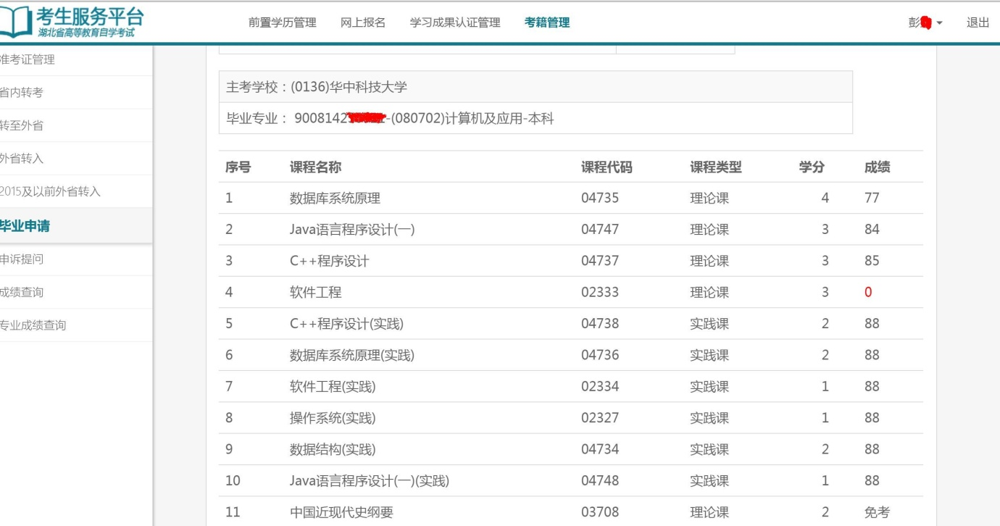 考生服务平台
湖北省高等教育自学考试
前置学历管理 网上报名 学习成果认证管理 考籍管理 彭 退出
准考证管理
省内转考
转至外省
外省转入
2015及以前外省转入
毕业申请
申诉提问
成绩查询
专业成绩查询
主考学校：(0136)华中科技大学
毕业专业： 9008142 -(080702)计算机及应用-本科
序号 课程名称 课程代码 课程类型 学分 成绩
1 数据库系统原理 04735 理论课 4 77
2 Java语言程序设计(一) 04747 理论课 3 84
3 C++程序设计 04737 理论课 3 85
4 软件工程 02333 理论课 3 0
5 C++程序设计(实践) 04738 实践课 2 88
6 数据库系统原理(实践) 04736 实践课 2 88
7 软件工程(实践) 02334 实践课 1 88
8 操作系统(实践) 02327 实践课 1 88
9 数据结构(实践) 04734 实践课 2 88
10 Java语言程序设计(一)(实践) 04748 实践课 1 88
11 中国近现代史纲要 03708 理论课 2 免考